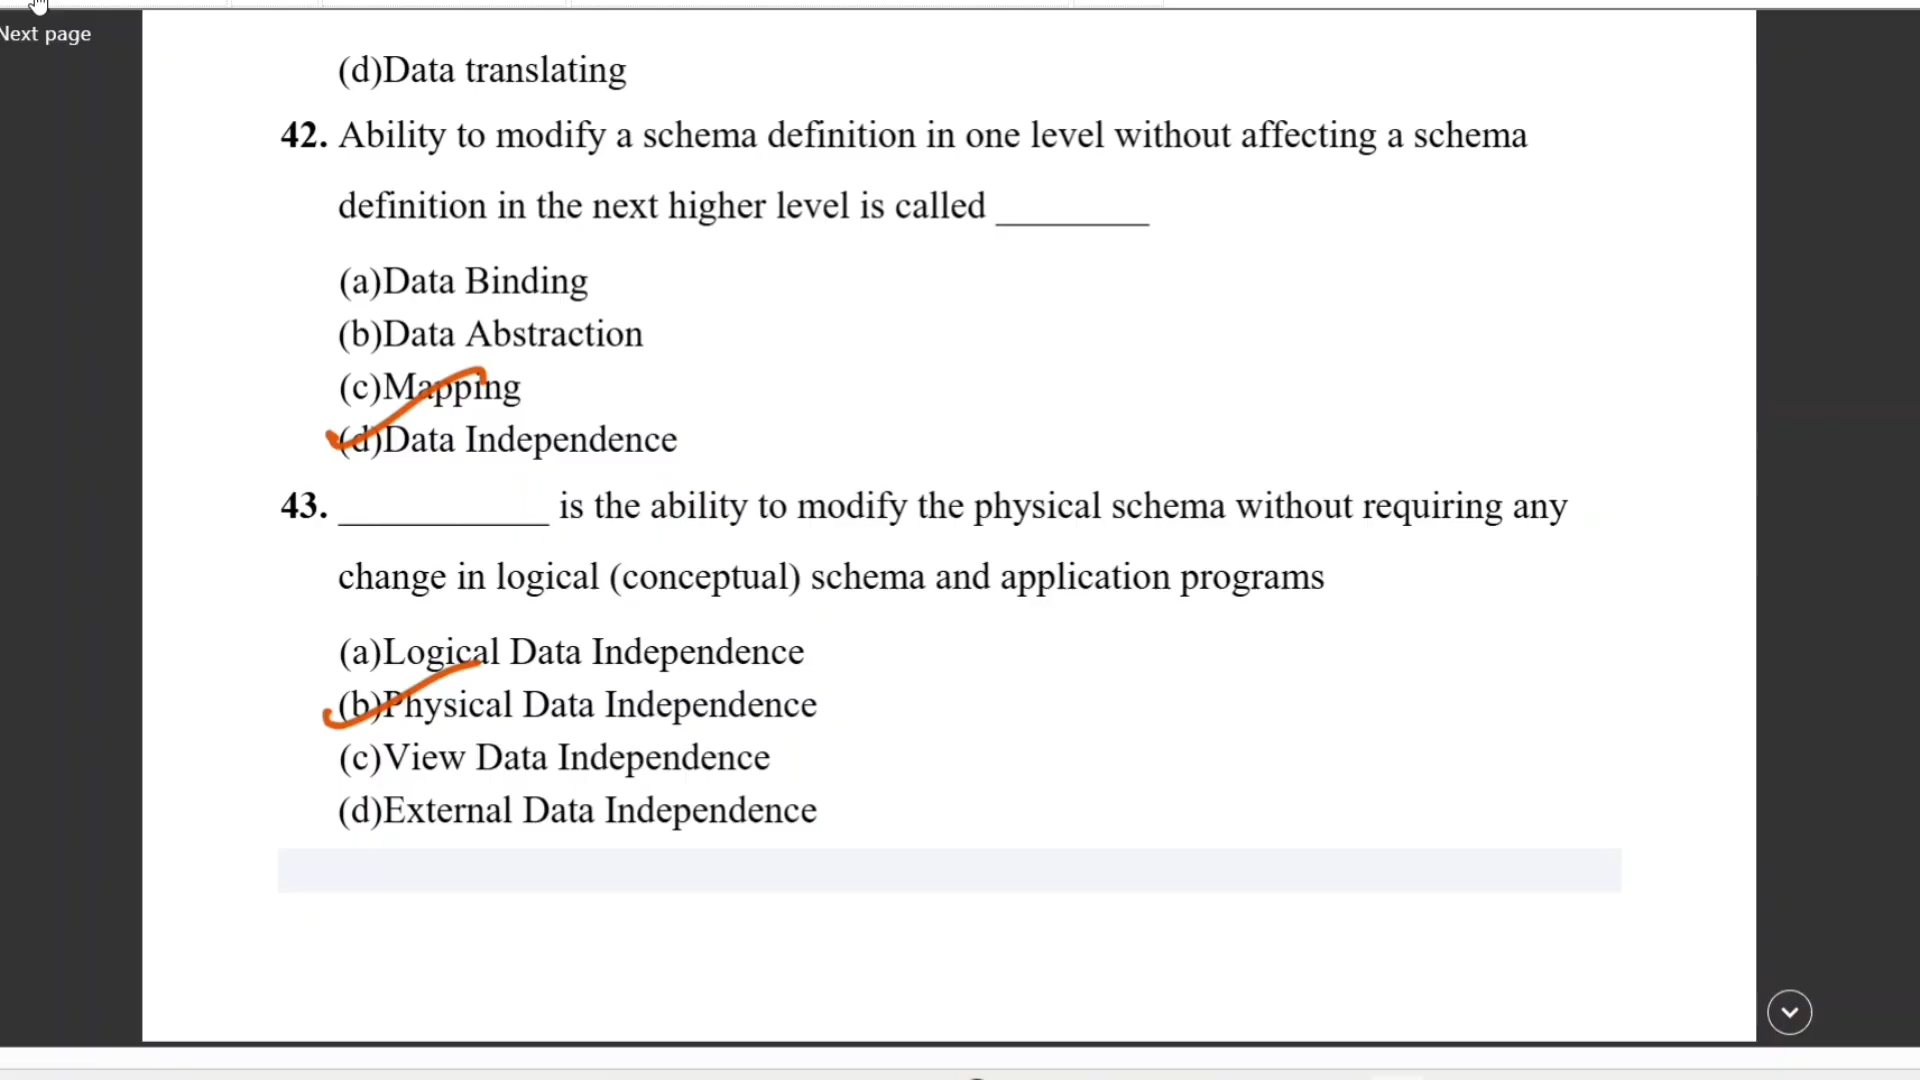 Next page
(d)Data translating
42. Ability to modify a schema definition in one level without affecting a schema
definition in the next higher level is called ________
(a)Data Binding
(b)Data Abstraction
(c)Mapping
(d)Data Independence
43. ___________ is the ability to modify the physical schema without requiring any
change in logical (conceptual) schema and application programs
(a)Logical Data Independence
(b)Physical Data Independence
(c)View Data Independence
(d)External Data Independence